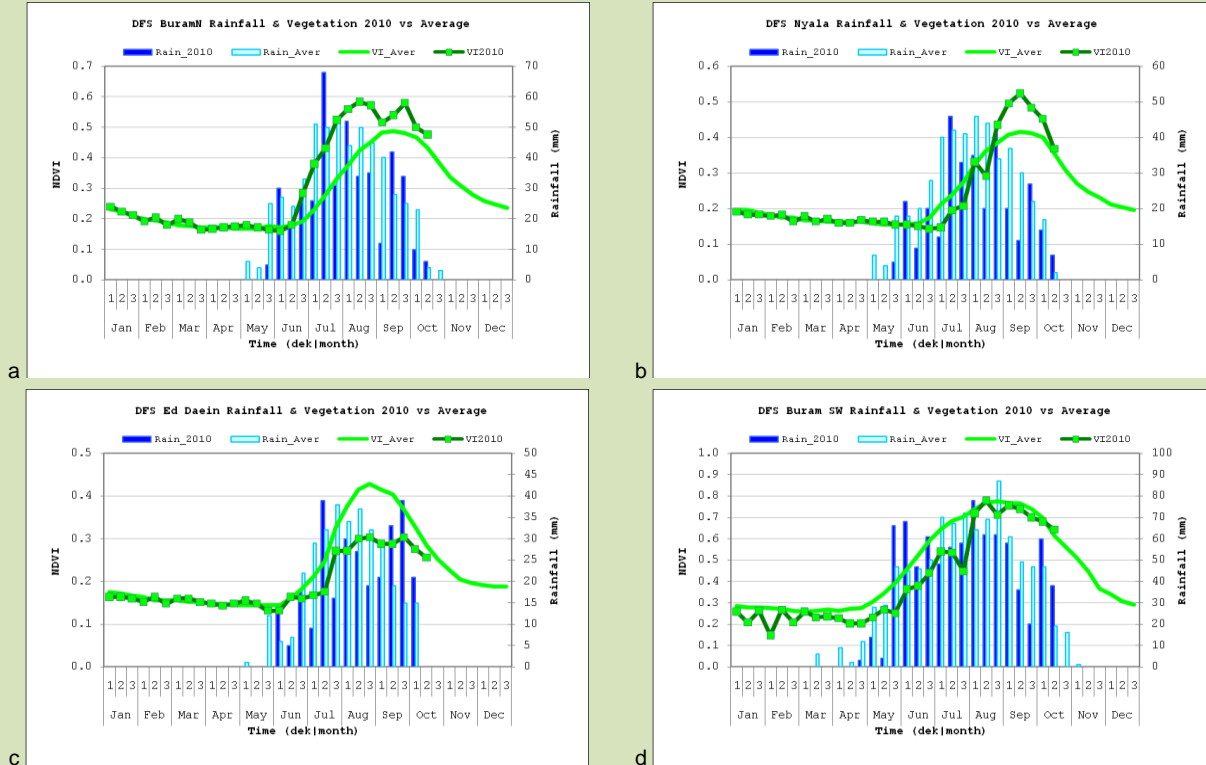 DFS BuramN Rainfall & Vegetation 2010 vs Average
Rain_2010 Rain_Aver VI_Aver VI2010
0.7 70
0.6 60
0.5 50
0.4 40
0.3 30
0.2 20
0.1 10
0.0 0
NDVI
Rainfall (mm)
1 2 3 1 2 3 1 2 3 1 2 3 1 2 3 1 2 3 1 2 3 1 2 3 1 2 3 1 2 3 1 2 3 1 2 3
Jan Feb Mar Apr May Jun Jul Aug Sep Oct Nov Dec
Time (dek|month)
a
DFS Nyala Rainfall & Vegetation 2010 vs Average
Rain_2010 Rain_Aver VI_Aver VI2010
0.6 60
0.5 50
0.4 40
0.3 30
0.2 20
0.1 10
0.0 0
NDVI
Rainfall (mm)
1 2 3 1 2 3 1 2 3 1 2 3 1 2 3 1 2 3 1 2 3 1 2 3 1 2 3 1 2 3 1 2 3 1 2 3
Jan Feb Mar Apr May Jun Jul Aug Sep Oct Nov Dec
Time (dek|month)
b
DFS Ed Daein Rainfall & Vegetation 2010 vs Average
Rain_2010 Rain_Aver VI_Aver VI2010
0.5 50
45
0.4 40
35
0.3 30
25
0.2 20
15
0.1 10
5
0.0 0
NDVI
Rainfall (mm)
1 2 3 1 2 3 1 2 3 1 2 3 1 2 3 1 2 3 1 2 3 1 2 3 1 2 3 1 2 3 1 2 3 1 2 3
Jan Feb Mar Apr May Jun Jul Aug Sep Oct Nov Dec
Time (dek|month)
c
DFS Buram SW Rainfall & Vegetation 2010 vs Average
Rain_2010 Rain_Aver VI_Aver VI2010
1.0 100
0.9 90
0.8 80
0.7 70
0.6 60
0.5 50
0.4 40
0.3 30
0.2 20
0.1 10
0.0 0
NDVI
Rainfall (mm)
1 2 3 1 2 3 1 2 3 1 2 3 1 2 3 1 2 3 1 2 3 1 2 3 1 2 3 1 2 3 1 2 3 1 2 3
Jan Feb Mar Apr May Jun Jul Aug Sep Oct Nov Dec
Time (dek|month)
d